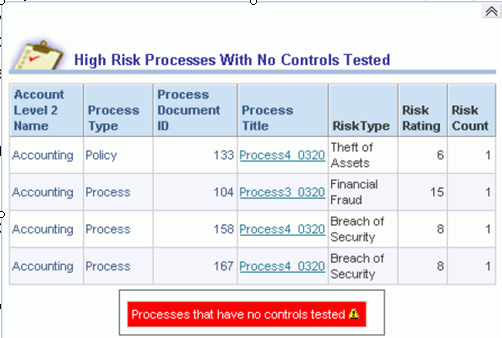 High Risk Processes With No Controls Tested
Account Level 2 Name Process Type Process Document ID Process Title RiskType Risk Rating Risk Count
Accounting Policy 133 Process4_0320 Theft of Assets 6 1
Accounting Process 104 Process3_0320 Financial Fraud 15 1
Accounting Process 158 Process4_0320 Breach of Security 8 1
Accounting Process 167 Process4_0320 Breach of Security 8 1
Processes that have no controls tested